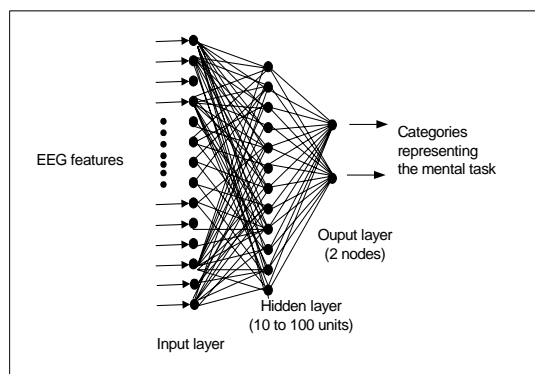 EEG features
Categories
representing
the mental task
Ouput layer
(2 nodes)
Hidden layer
(10 to 100 units)
Input layer